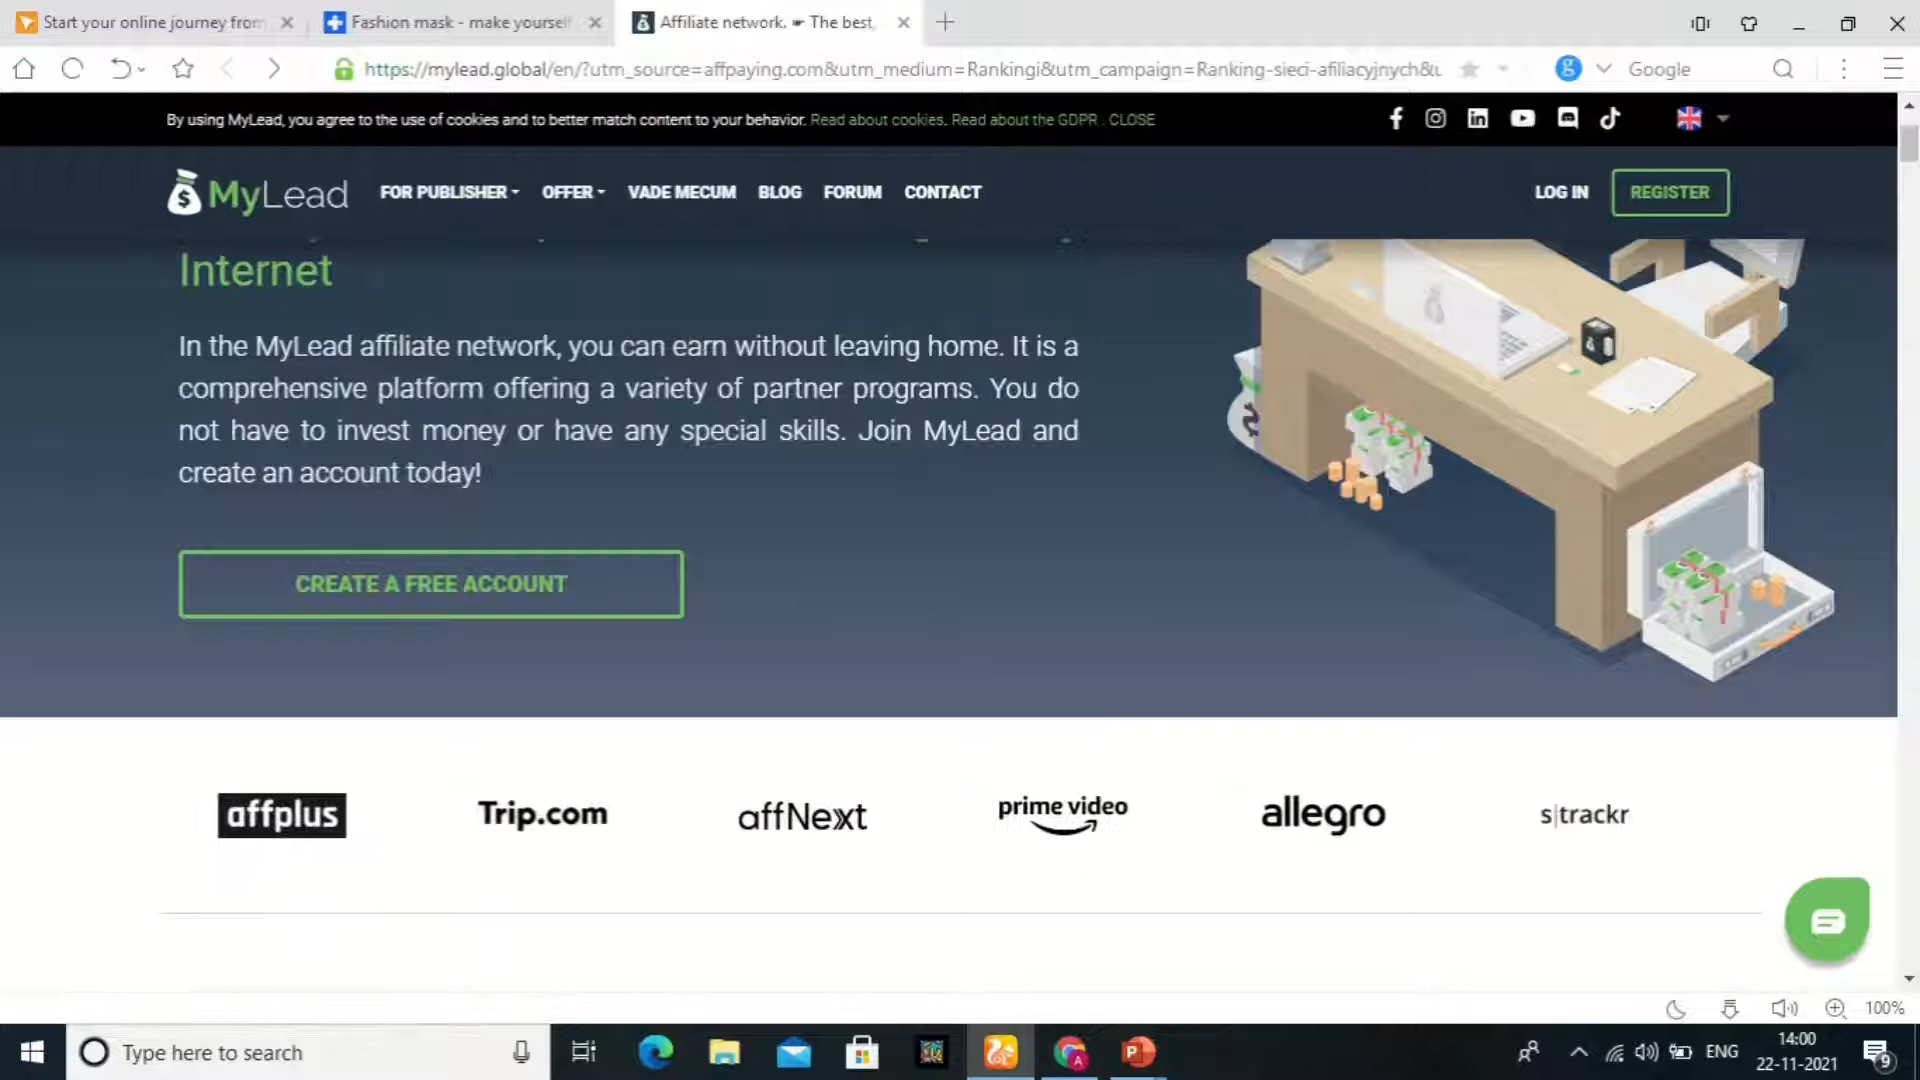 Start your online journey from
Fashion mask - make yourself
Affiliate network. ☛ The best,
https://mylead.global/en/?utm_source=affpaying.com&utm_medium=Rankingi&utm_campaign=Ranking-sieci-afiliacyjnych&u
Google
By using MyLead, you agree to the use of cookies and to better match content to your behavior. Read about cookies. Read about the GDPR . CLOSE
MyLead
FOR PUBLISHER
OFFER
VADE MECUM
BLOG
FORUM
CONTACT
LOG IN
REGISTER
Internet
In the MyLead affiliate network, you can earn without leaving home. It is a
comprehensive platform offering a variety of partner programs. You do
not have to invest money or have any special skills. Join MyLead and
create an account today!
CREATE A FREE ACCOUNT
affplus
Trip.com
affNext
prime video
allegro
s|trackr
100%
Type here to search
ENG
14:00
22-11-2021
9